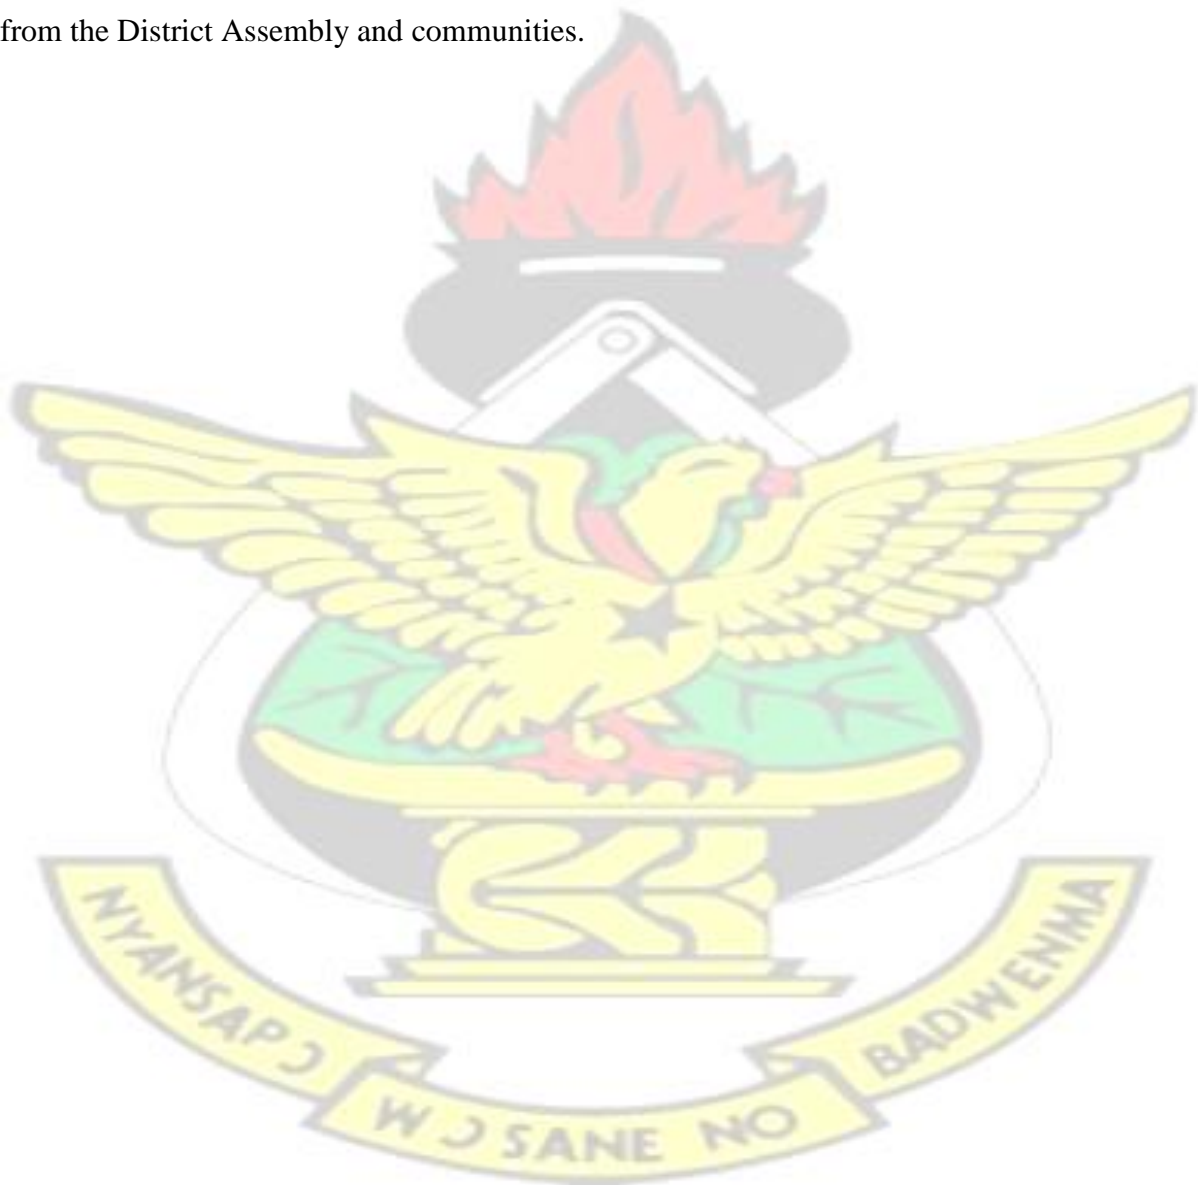 from the District Assembly and communities.
NYANSAPƆ
WƆSANE NO
BADWENMA